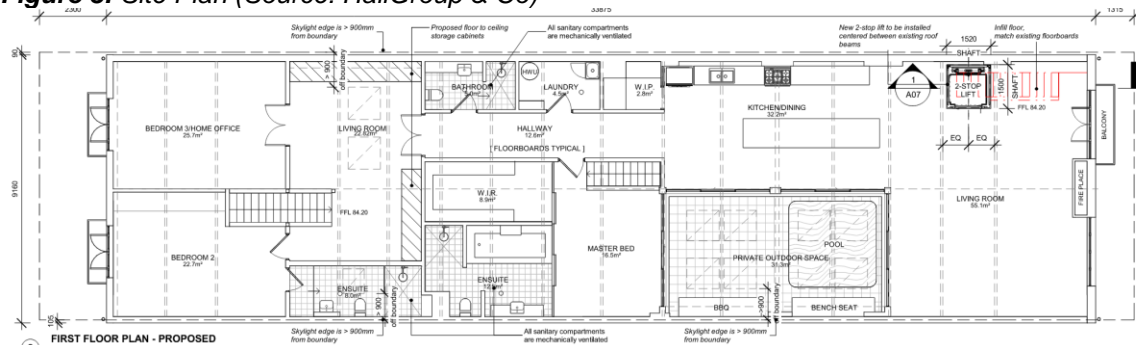 Figure 3. Site Plan (Source: HallGroup & Co)
2300
33875
1315
Skylight edge is > 900mm
from boundary
Proposed floor to ceiling
storage cabinets
All sanitary compartments
are mechanically ventilated
New 2-stop lift to be installed
centered between existing roof
beams
Infill floor,
match existing floorboards
1520
SHAFT
90
> 900
off boundary
HWU
BATHROOM
LAUNDRY
4.5m²
W.I.P.
2.8m²
1
A07
2-STOP
LIFT
1500
SHAFT
FFL 84.20
BALCONY
BEDROOM 3/HOME OFFICE
25.7m²
LIVING ROOM
HALLWAY
12.6m²
[ FLOORBOARDS TYPICAL ]
KITCHEN/DINING
32.2m²
EQ
EQ
9160
W.I.R.
8.9m²
FFL 84.20
LIVING ROOM
55.1m²
FIRE PLACE
BEDROOM 2
22.7m²
MASTER BED
16.5m²
POOL
PRIVATE OUTDOOR SPACE
ENSUITE
8.0m²
ENSUITE
> 900
off boundary
BBQ
>900
off boundary
BENCH SEAT
105
FIRST FLOOR PLAN - PROPOSED
Skylight edge is > 900mm
from boundary
All sanitary compartments
are mechanically ventilated
Skylight edge is > 900mm
from boundary